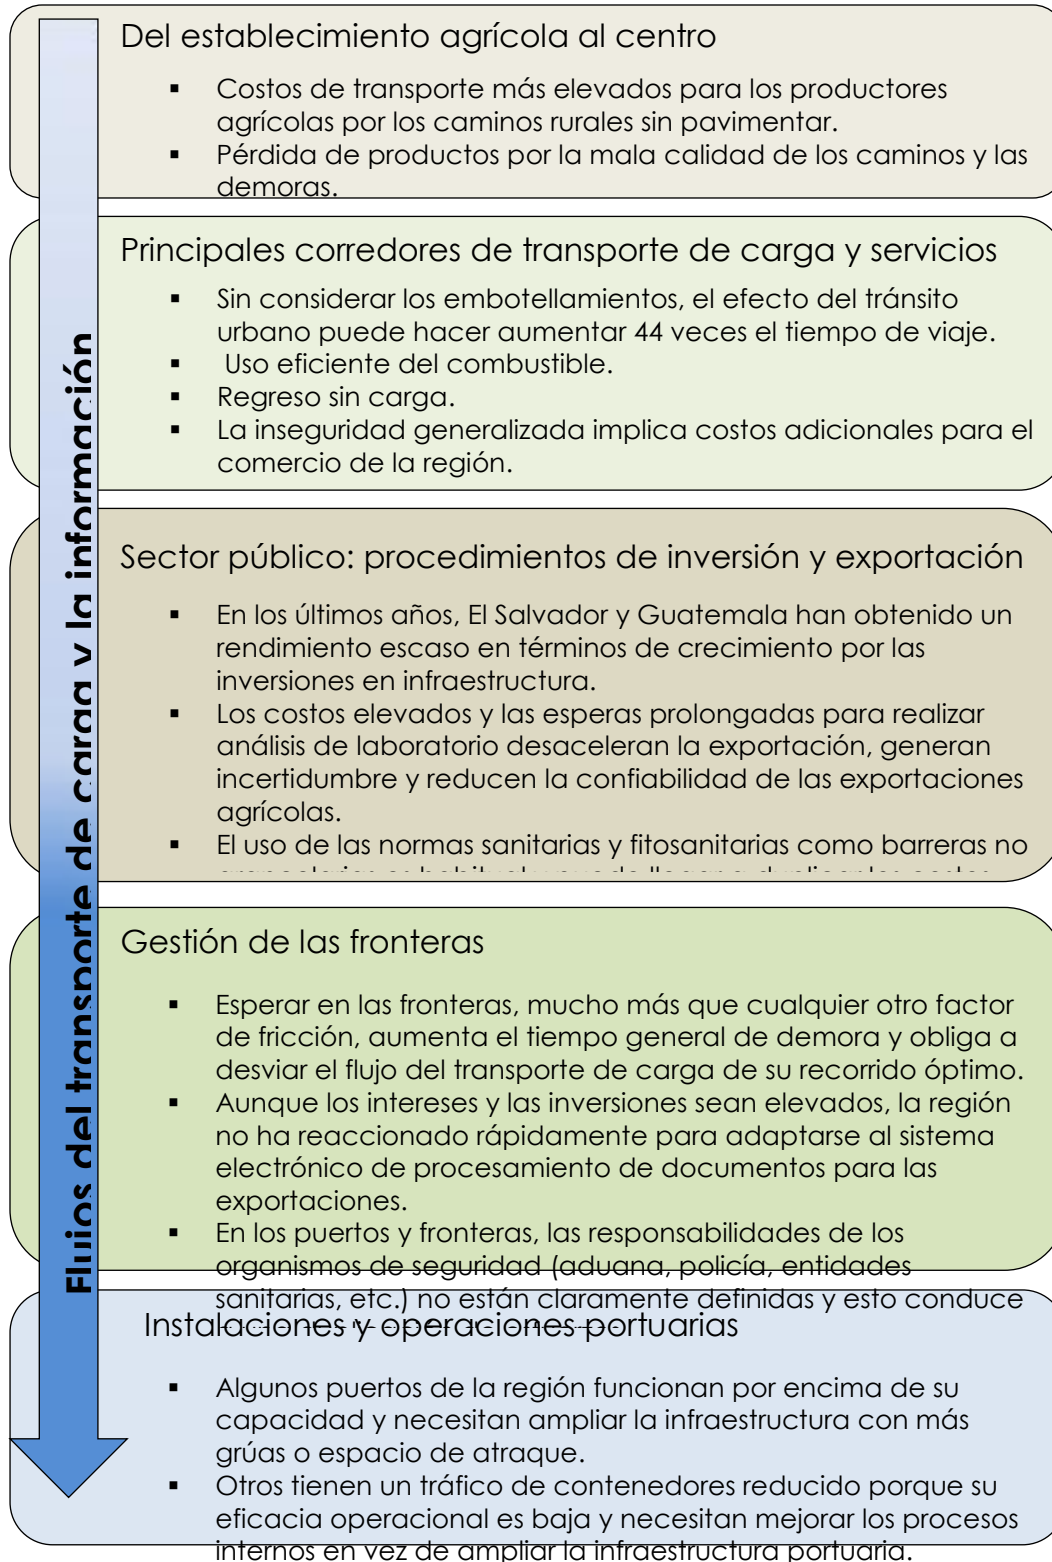 Del establecimiento agrícola al centro
▪ Costos de transporte más elevados para los productores
agrícolas por los caminos rurales sin pavimentar.
▪ Pérdida de productos por la mala calidad de los caminos y las
demoras.
Principales corredores de transporte de carga y servicios
▪ Sin considerar los embotellamientos, el efecto del tránsito
urbano puede hacer aumentar 44 veces el tiempo de viaje.
▪ Uso eficiente del combustible.
▪ Regreso sin carga.
▪ La inseguridad generalizada implica costos adicionales para el
comercio de la región.
Sector público: procedimientos de inversión y exportación
▪ En los últimos años, El Salvador y Guatemala han obtenido un
rendimiento escaso en términos de crecimiento por las
inversiones en infraestructura.
▪ Los costos elevados y las esperas prolongadas para realizar
análisis de laboratorio desaceleran la exportación, generan
incertidumbre y reducen la confiabilidad de las exportaciones
agrícolas.
▪ El uso de las normas sanitarias y fitosanitarias como barreras no
Gestión de las fronteras
▪ Esperar en las fronteras, mucho más que cualquier otro factor
de fricción, aumenta el tiempo general de demora y obliga a
desviar el flujo del transporte de carga de su recorrido óptimo.
▪ Aunque los intereses y las inversiones sean elevados, la región
no ha reaccionado rápidamente para adaptarse al sistema
electrónico de procesamiento de documentos para las
exportaciones.
▪ En los puertos y fronteras, las responsabilidades de los
organismos de seguridad (aduana, policía, entidades
sanitarias, etc.) no están claramente definidas y esto conduce
Instalaciones y operaciones portuarias
▪ Algunos puertos de la región funcionan por encima de su
capacidad y necesitan ampliar la infraestructura con más
grúas o espacio de atraque.
▪ Otros tienen un tráfico de contenedores reducido porque su
eficacia operacional es baja y necesitan mejorar los procesos
internos en vez de ampliar la infraestructura portuaria.
Flujos del transporte de carga y la información